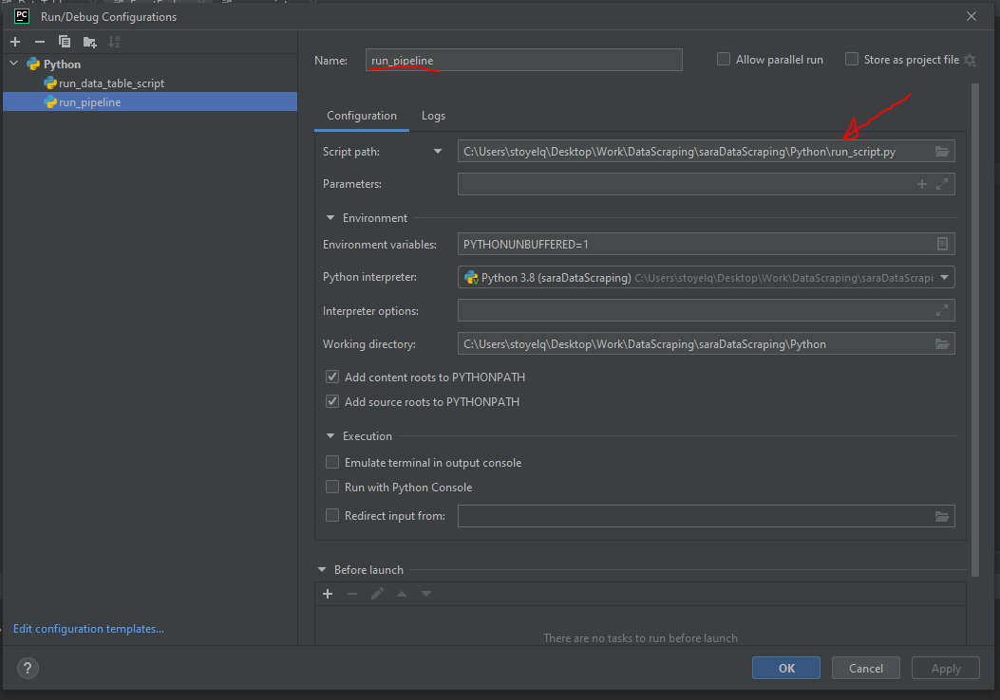 PC Run/Debug Configurations
Python
run_data_table_script
run_pipeline
Edit configuration templates...
Name: run_pipeline
Allow parallel run
Store as project file
Configuration Logs
Script path: C:\Users\stoyelq\Desktop\Work\DataScraping\saraDataScraping\Python\run_script.py
Parameters:
Environment
Environment variables: PYTHONUNBUFFERED=1
Python interpreter: Python 3.8 (saraDataScraping) C:\Users\stoyelq\Desktop\Work\DataScraping\saraDataScrapi
Interpreter options:
Working directory: C:\Users\stoyelq\Desktop\Work\DataScraping\saraDataScraping\Python
Add content roots to PYTHONPATH
Add source roots to PYTHONPATH
Execution
Emulate terminal in output console
Run with Python Console
Redirect input from:
Before launch
There are no tasks to run before launch
?
OK Cancel Apply